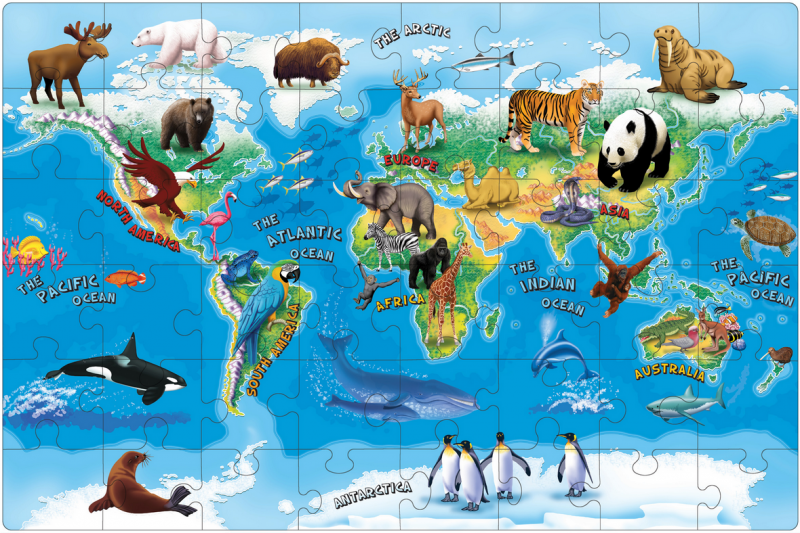 THE ARCTIC
EUROPE
NORTH AMERICA
ASIA
THE
ATLANTIC
OCEAN
THE
PACIFIC
OCEAN
THE
INDIAN
OCEAN
THE
PACIFIC
OCEAN
AFRICA
SOUTH AMERICA
AUSTRALIA
ANTARCTICA